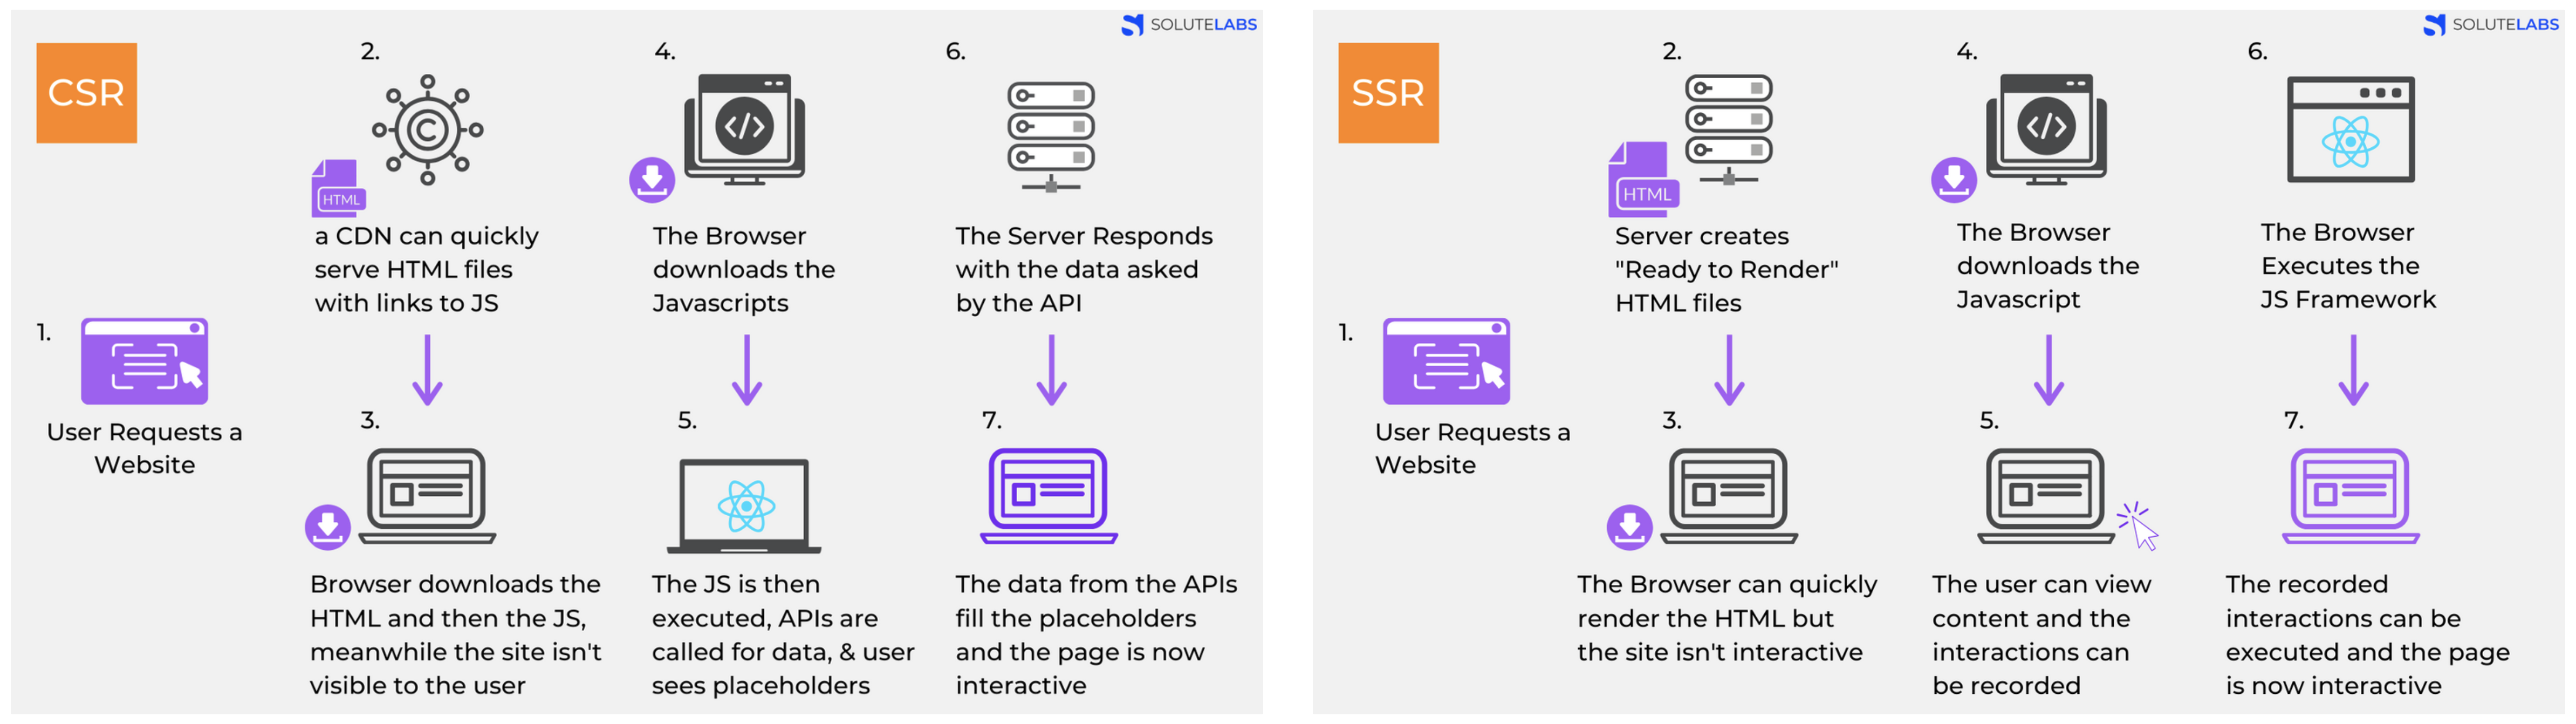 SOLUTELABS
CSR
1.
User Requests a
Website
2.
HTML
a CDN can quickly
serve HTML files
with links to JS
3.
Browser downloads the
HTML and then the JS,
meanwhile the site isn't
visible to the user
4.
The Browser
downloads the
Javascripts
5.
The JS is then
executed, APIs are
called for data, & user
sees placeholders
6.
The Server Responds
with the data asked
by the API
7.
The data from the APIs
fill the placeholders
and the page is now
interactive
SOLUTELABS
SSR
1.
User Requests a
Website
2.
HTML
Server creates
"Ready to Render"
HTML files
3.
The Browser can quickly
render the HTML but
the site isn't interactive
4.
The Browser
downloads the
Javascript
5.
The user can view
content and the
interactions can
be recorded
6.
The Browser
Executes the
JS Framework
7.
The recorded
interactions can be
executed and the page
is now interactive